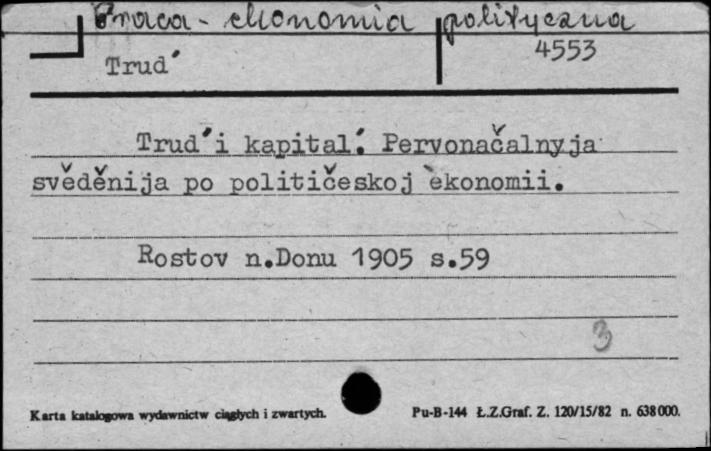 Praca - ekonomia polityczna
4553
Trud'
Trud' i kapital'. Pervonačalnyja
svěděnija po političeskoj èkonomii.
Rostov n.Donu 1905 s.59
3
Karta katalogowa wydawnictw ciągłych i zwartych.
Pu-B-144 Ł.Z.Graf. Z. 120/15/82 n. 638000.